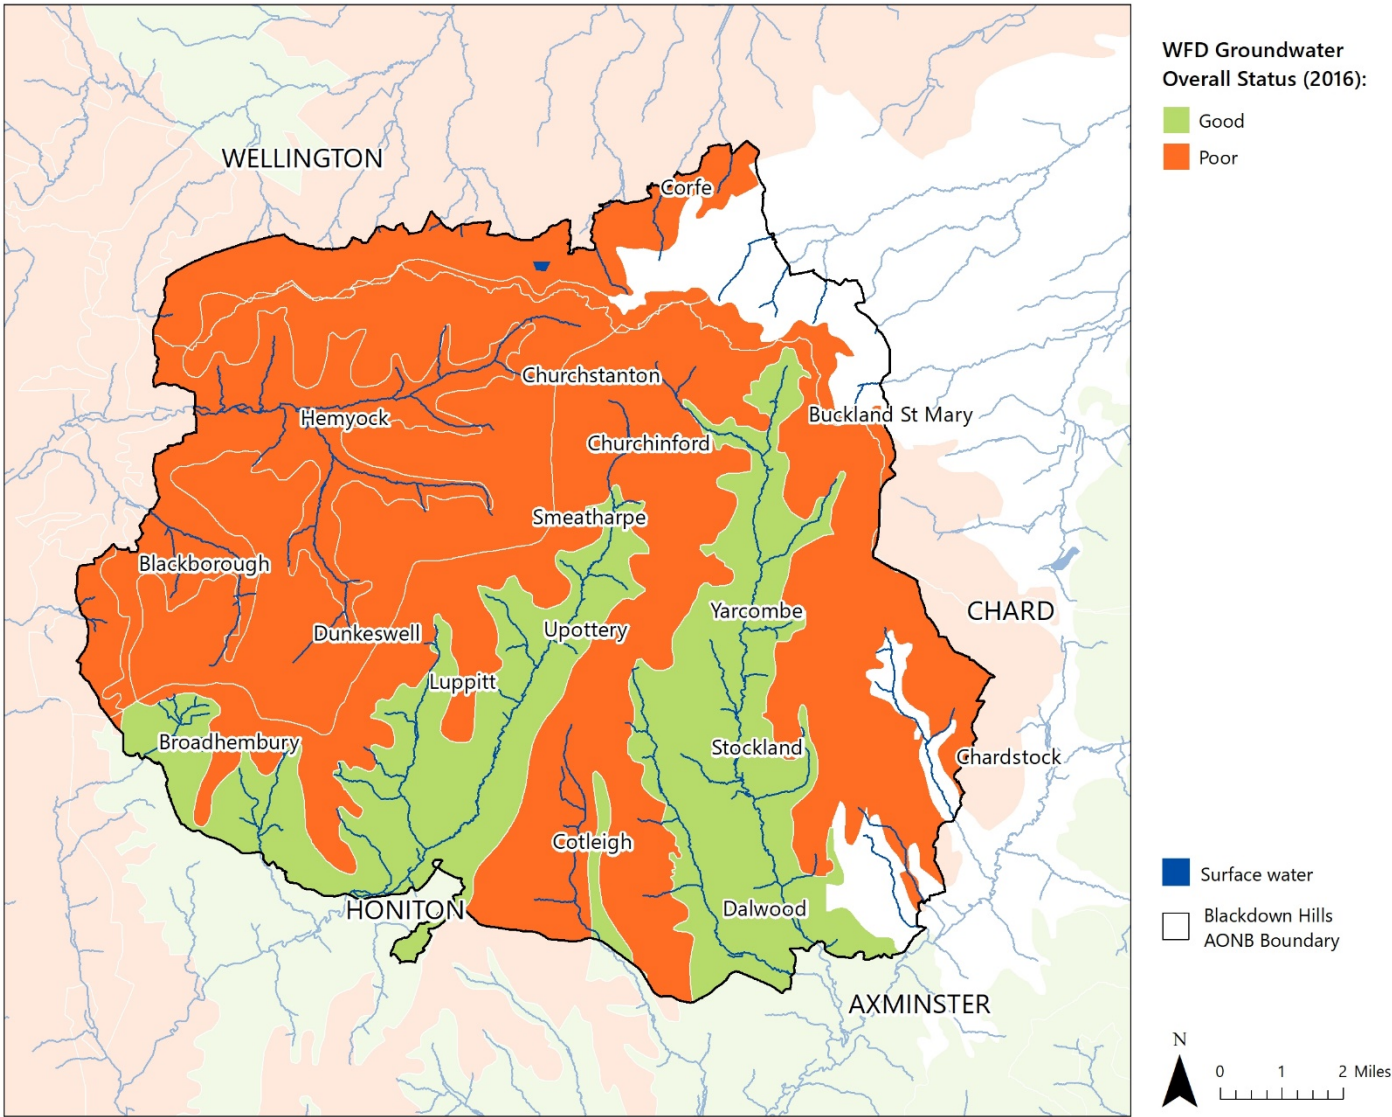 WFD Groundwater
Overall Status (2016):
Good
Poor
WELLINGTON
Corfe
Churchstanton
Hemyock
Buckland St Mary
Churchinford
Smeatharpe
Blackborough
Yarcombe
CHARD
Dunkeswell
Upottery
Luppitt
Broadhembury
Stockland
Chardstock
Cotleigh
HONITON
Dalwood
AXMINSTER
Surface water
Blackdown Hills
AONB Boundary
N
0 1 2 Miles